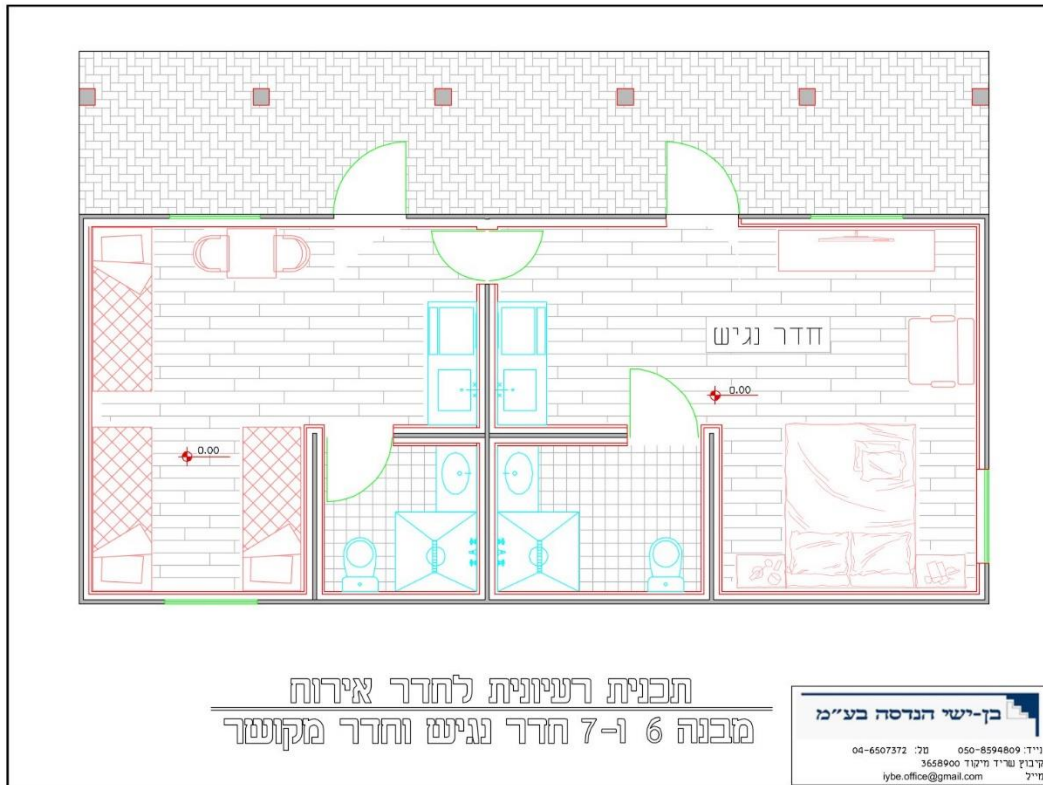 חדר נגיש
0.00
0.00
תכנית רעיונית לחדר אירוח
מבנה 6 ו-7 חדר נגיש וחדר מקושר
בן-ישי הנדסה בע"מ
נייד: 050-8594809 טל: 04-6507372
קיבוץ שריד מיקוד 3658900
מייל iybe.office@gmail.com